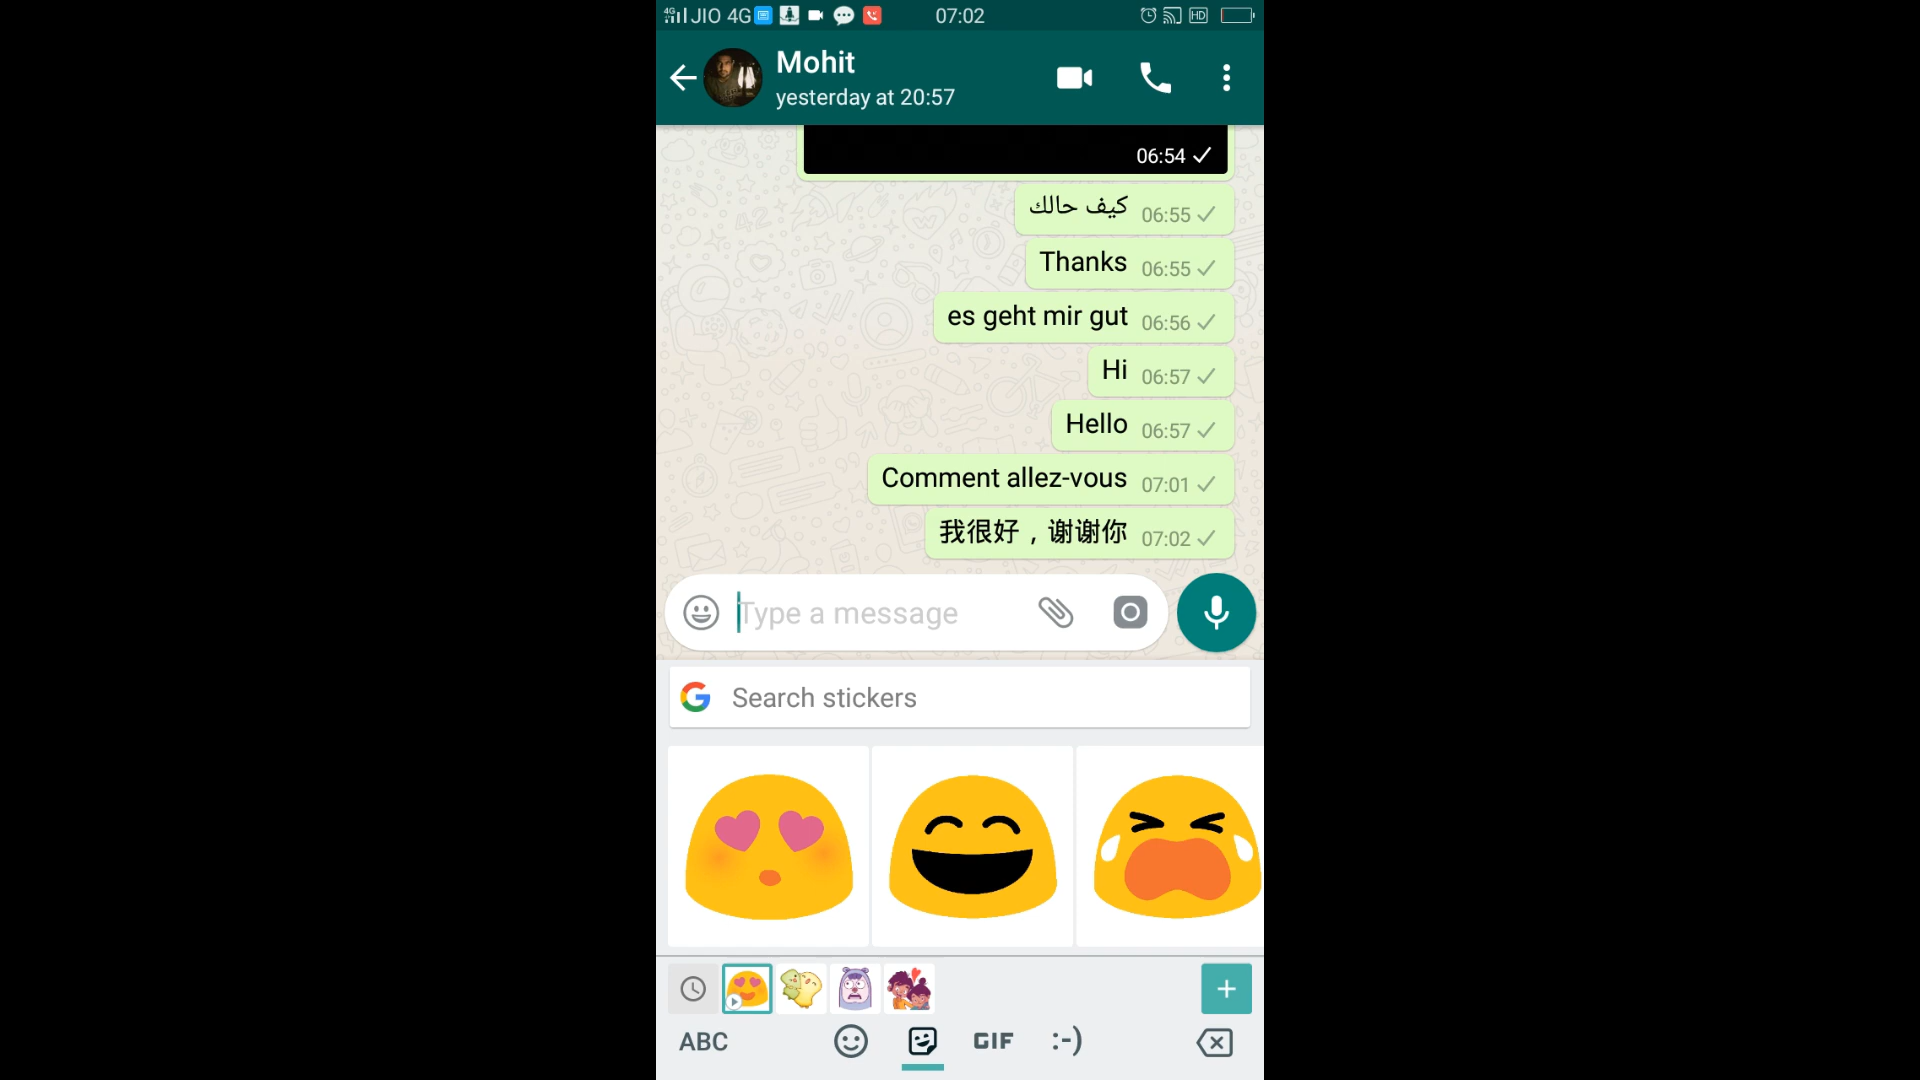 JIO 4G 07:02 HD
Mohit
yesterday at 20:57
06:54
كيف حالك 06:55
Thanks 06:55
es geht mir gut 06:56
Hi 06:57
Hello 06:57
Comment allez-vous 07:01
我很好，谢谢你 07:02
Type a message
Search stickers
ABC GIF :-)